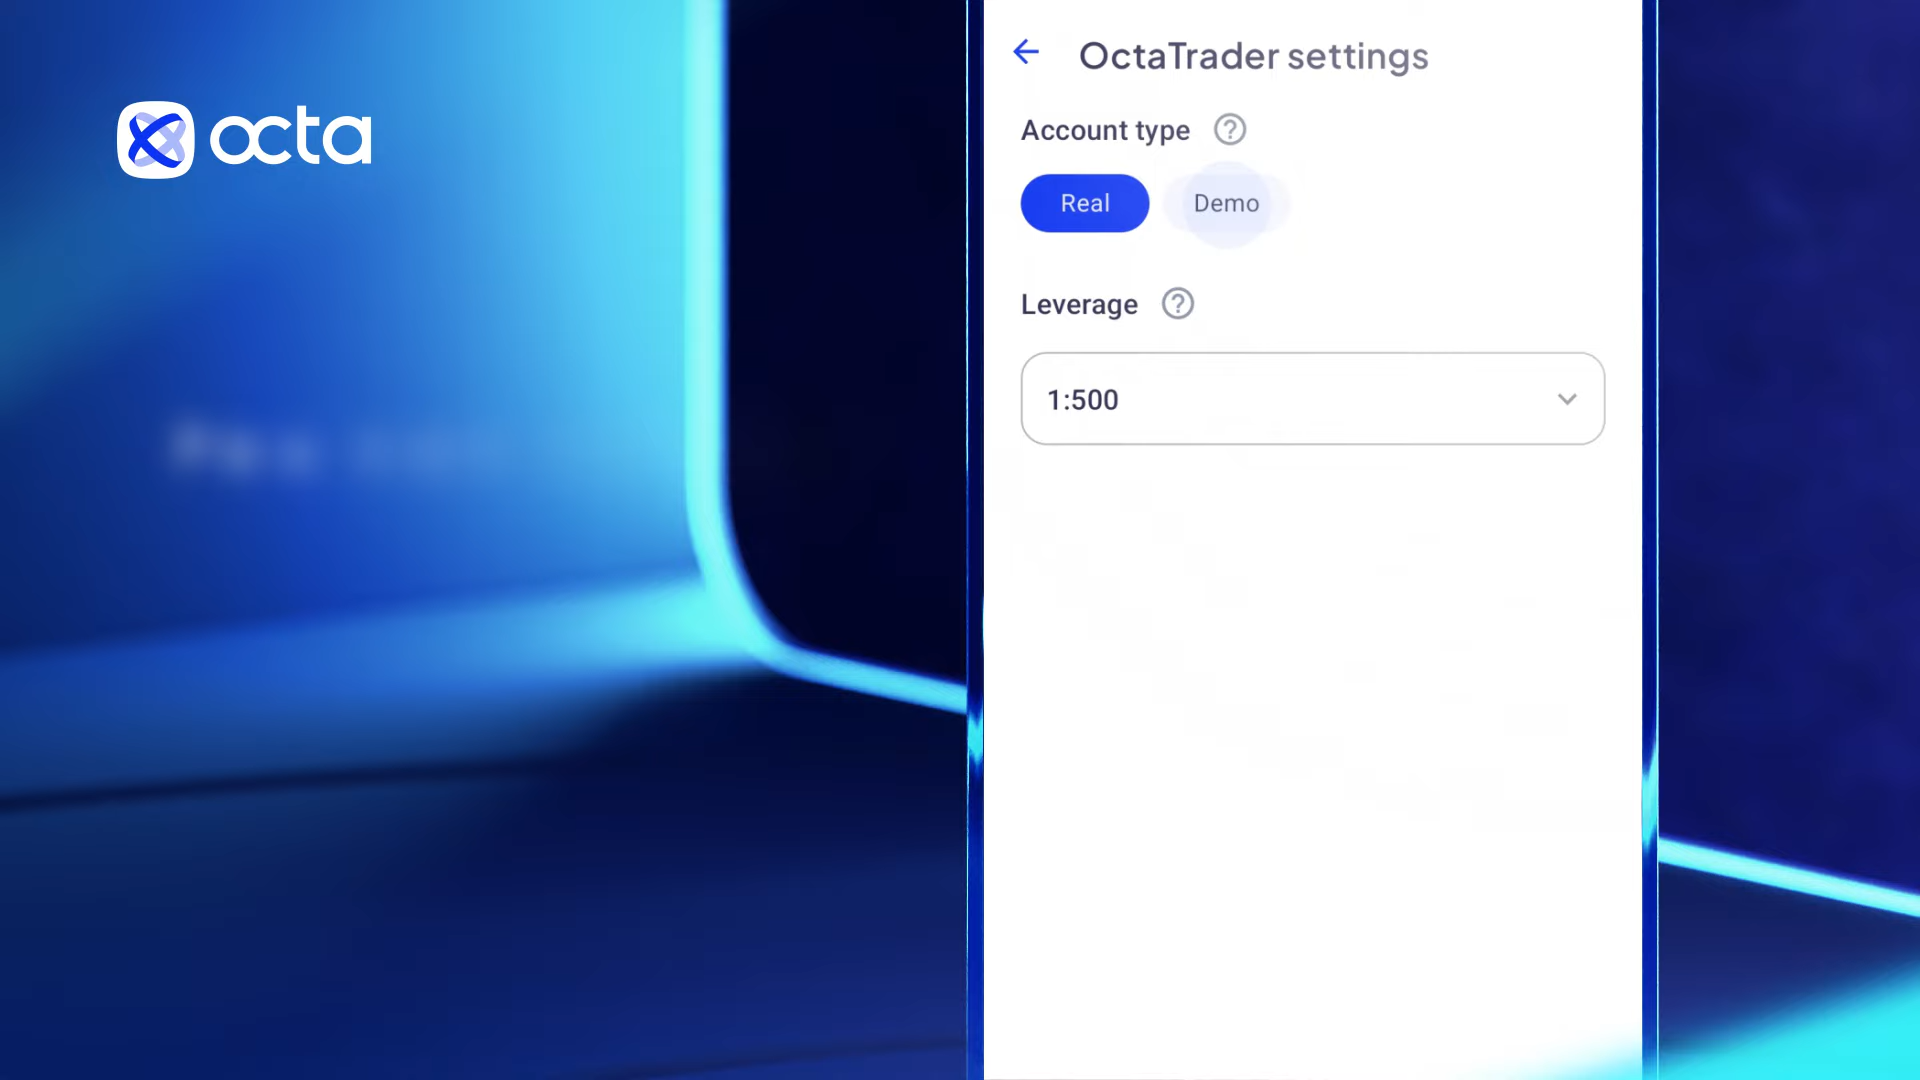 octa
OctaTrader settings
Account type
Real
Demo
Leverage
1:500